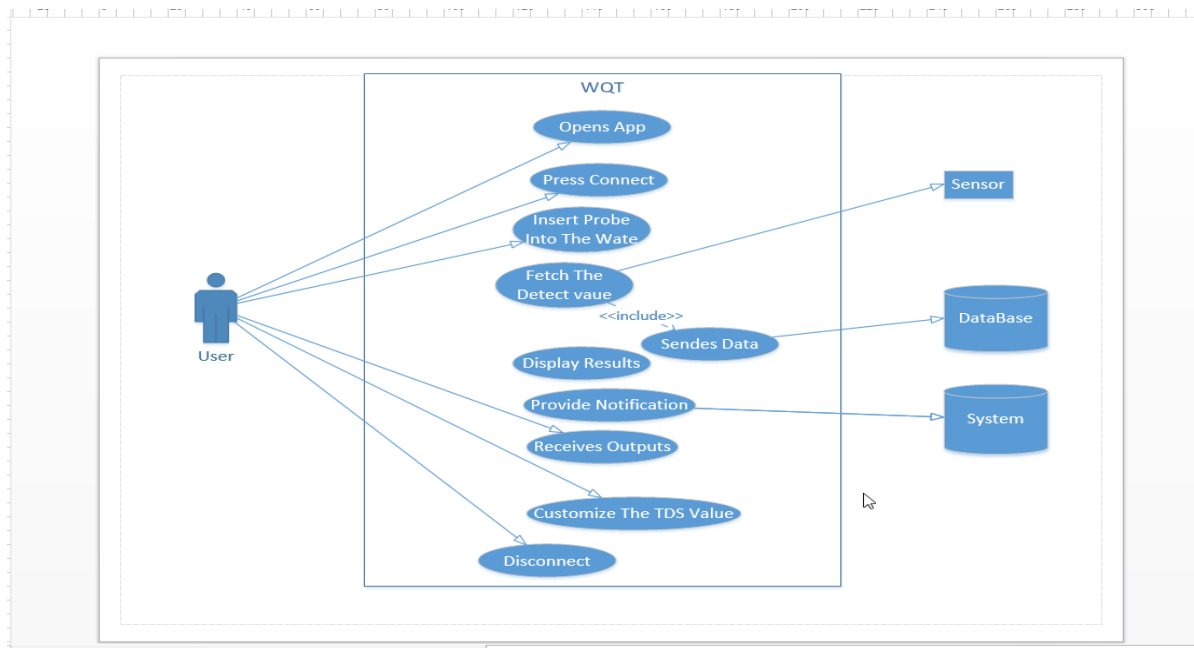 WQT
Opens App
Press Connect
Insert Probe
Into The Wate
Fetch The
Detect vaue
<<include>>
Sendes Data
Display Results
Provide Notification
Receives Outputs
Customize The TDS Value
Disconnect
User
Sensor
DataBase
System